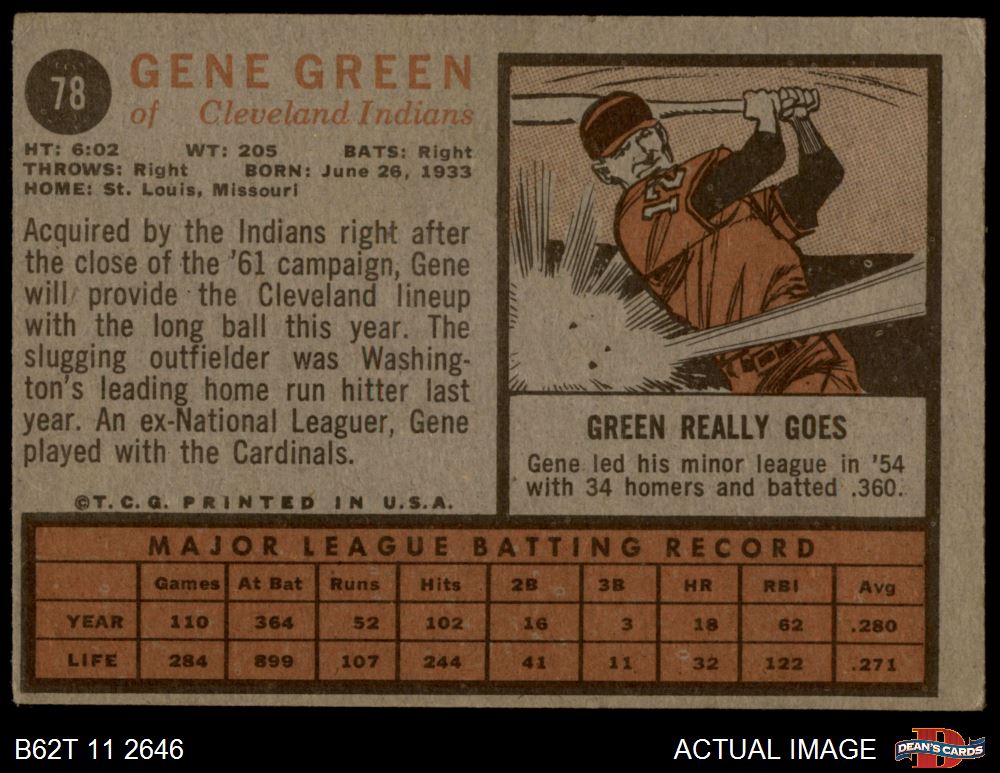 78
GENE GREEN
of Cleveland Indians
HT: 6:02 WT: 205 BATS: Right
THROWS: Right BORN: June 26, 1933
HOME: St. Louis, Missouri
Acquired by the Indians right after
the close of the '61 campaign, Gene
will provide the Cleveland lineup
with the long ball this year. The
slugging outfielder was Washing-
ton's leading home run hitter last
year. An ex-National Leaguer, Gene
played with the Cardinals.
©T.C.G. PRINTED IN U.S.A.
12
GREEN REALLY GOES
Gene led his minor league in '54
with 34 homers and batted .360.
MAJOR LEAGUE BATTING RECORD
Games At Bat Runs Hits 2B 3B HR RBI Avg
YEAR 110 364 52 102 16 3 18 62 .280
LIFE 284 899 107 244 41 11 32 122 .271
B62T 11 2646
ACTUAL IMAGE
D
DEAN'S CARDS